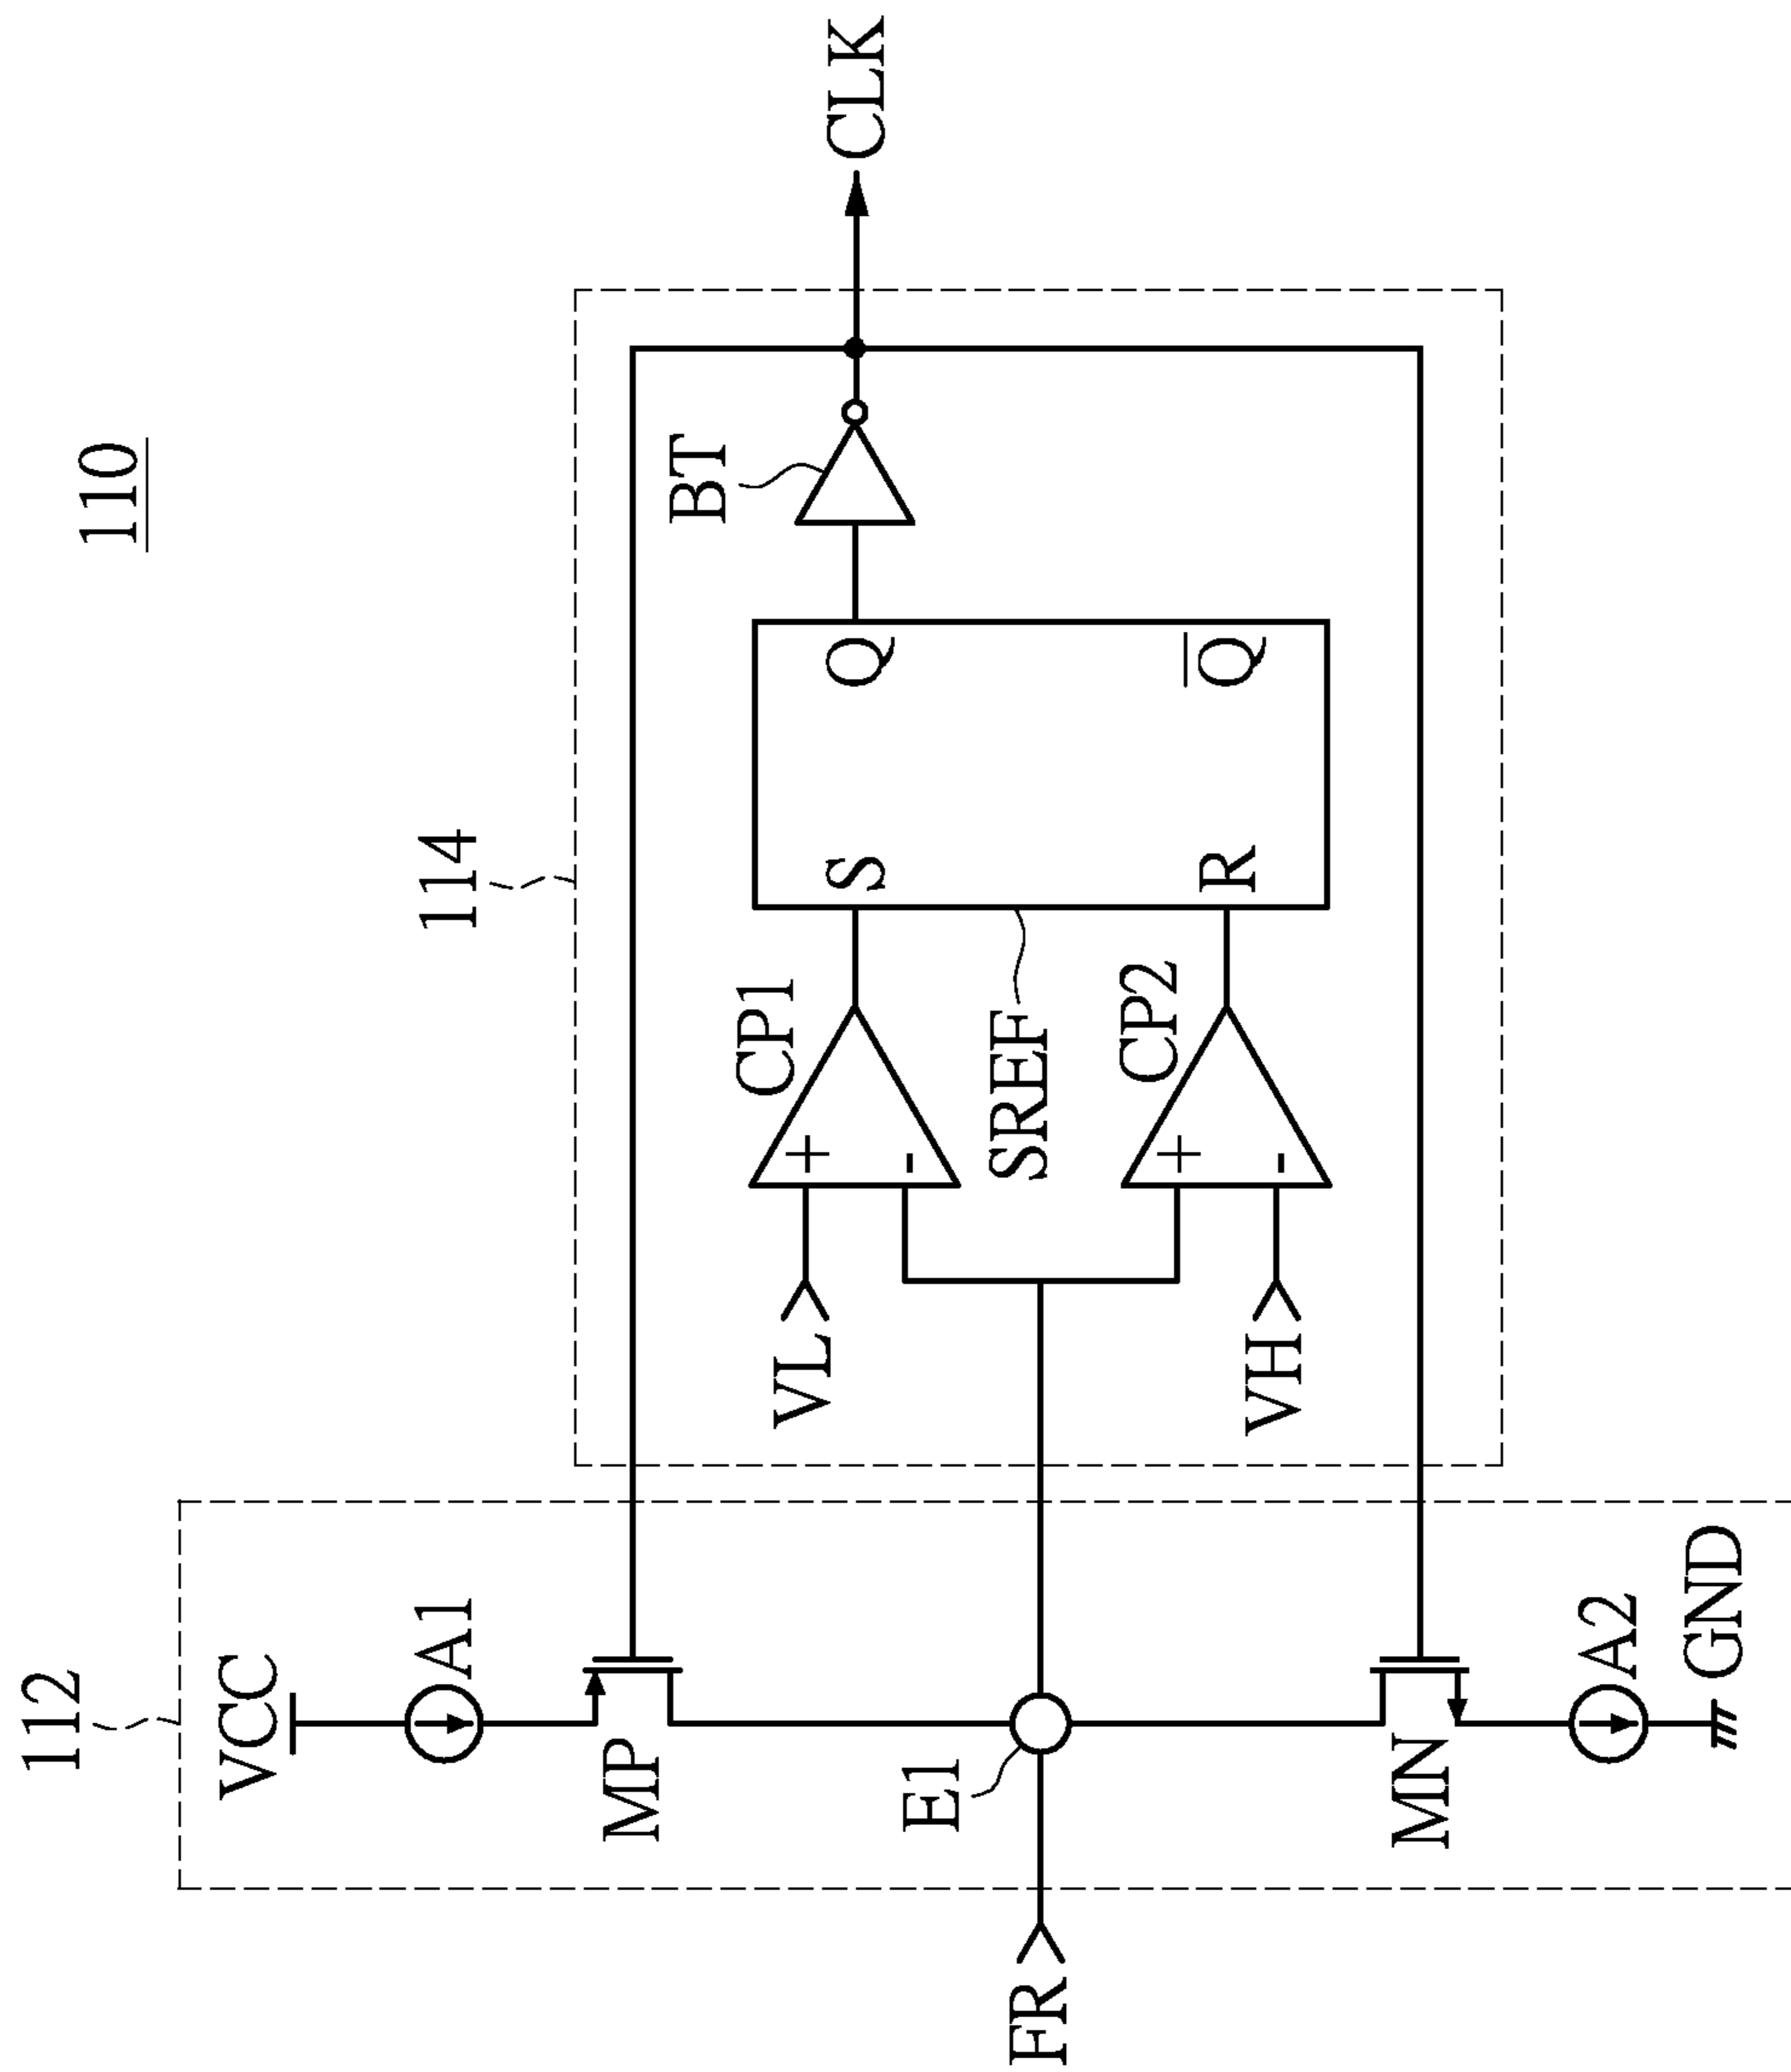 110
112
114
VCC
A1
MP
E1
FR
MN
A2
GND
VL
VH
+
-
CP1
+
-
CP2
SREF
S
R
Q
Q̅
BT
CLK